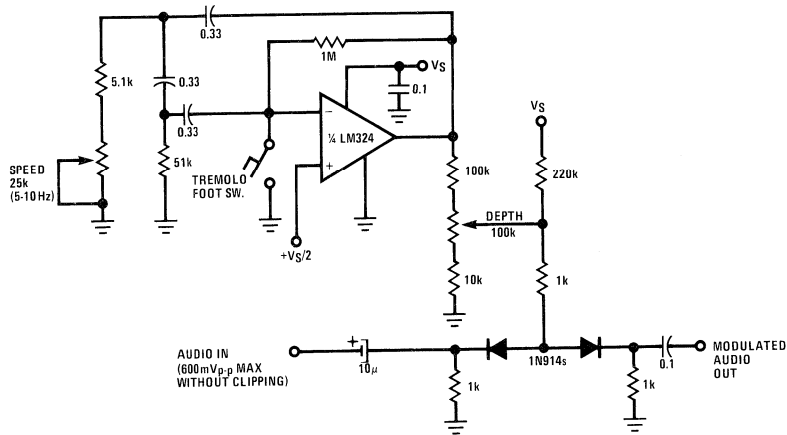 0.33
1M
VS
5.1k
0.33
0.1
0.33
−
¼ LM324
+
SPEED
25k
(5-10Hz)
51k
TREMOLO
FOOT SW.
+VS/2
VS
100k
220k
DEPTH
100k
10k
1k
AUDIO IN
(600mVp-p MAX
WITHOUT CLIPPING)
+
10μ
1k
1N914s
1k
0.1
MODULATED
AUDIO
OUT